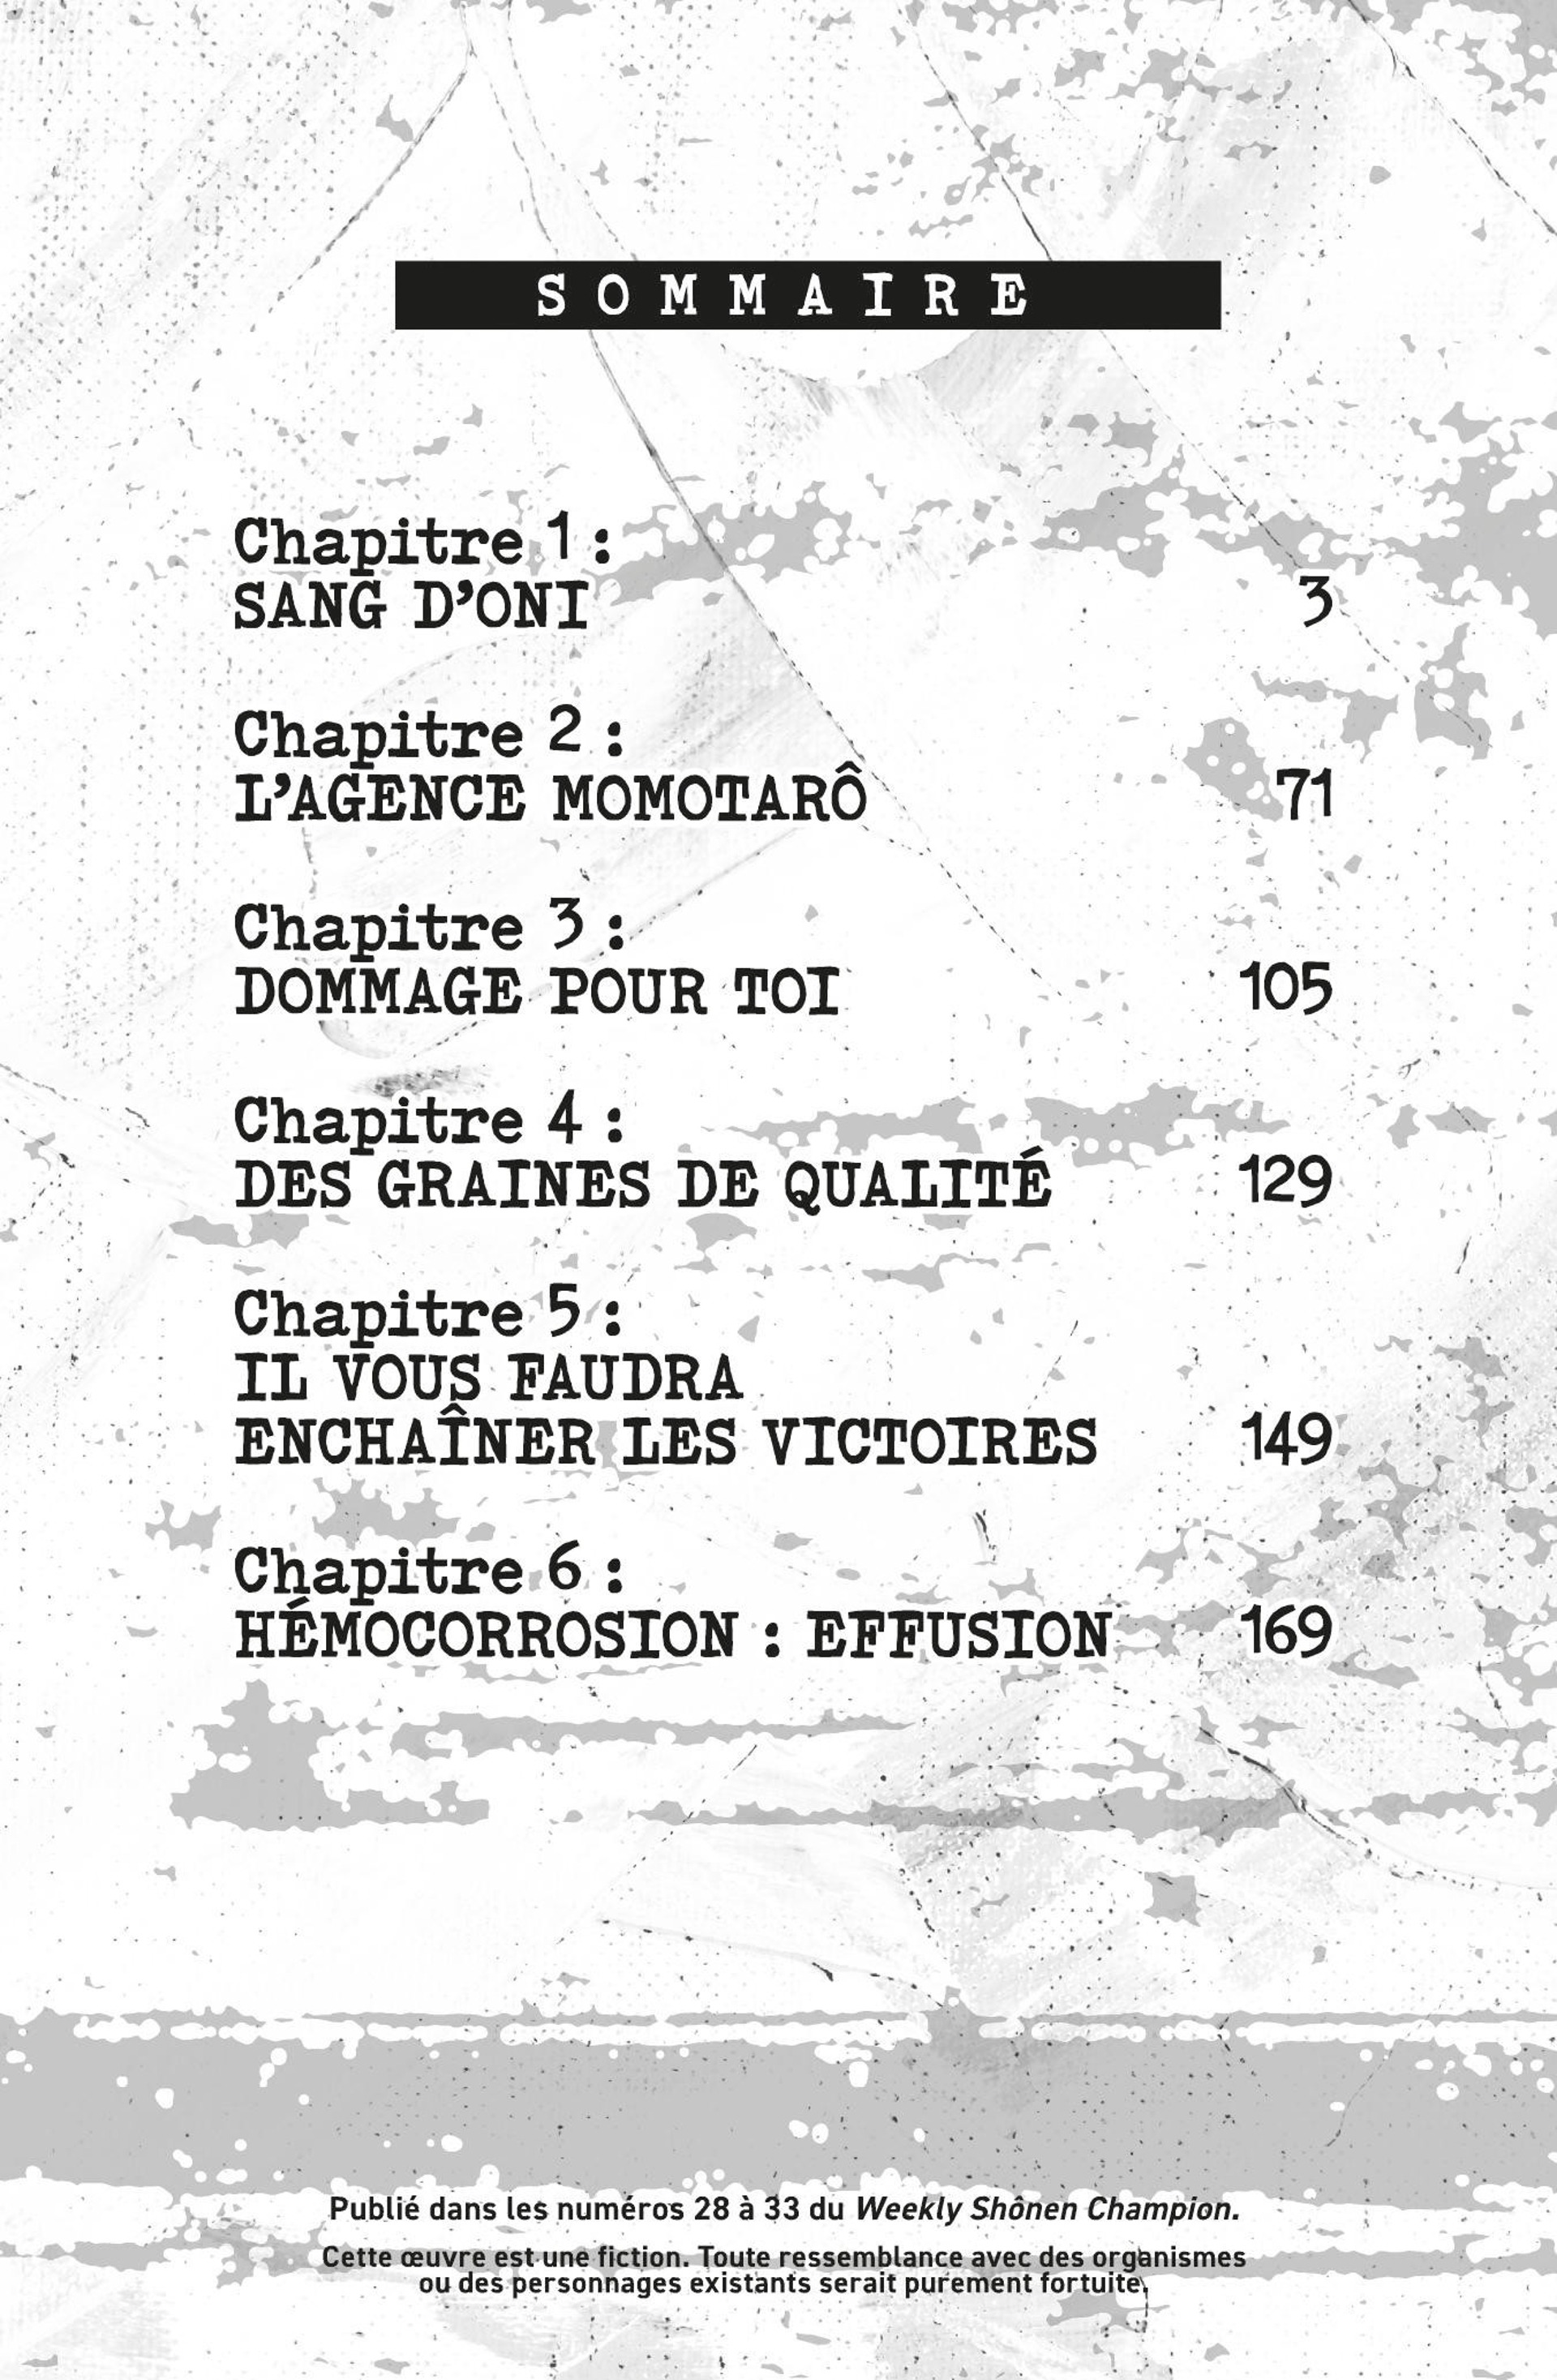 SOMMAIRE
Chapitre 1 :
SANG D'ONI 3
Chapitre 2 :
L'AGENCE MOMOTARÔ 71
Chapitre 3 :
DOMMAGE POUR TOI 105
Chapitre 4 :
DES GRAINES DE QUALITÉ 129
Chapitre 5 :
IL VOUS FAUDRA
ENCHAÎNER LES VICTOIRES 149
Chapitre 6 :
HÉMOCORROSION : EFFUSION 169
Publié dans les numéros 28 à 33 du Weekly Shônen Champion.
Cette œuvre est une fiction. Toute ressemblance avec des organismes
ou des personnages existants serait purement fortuite.